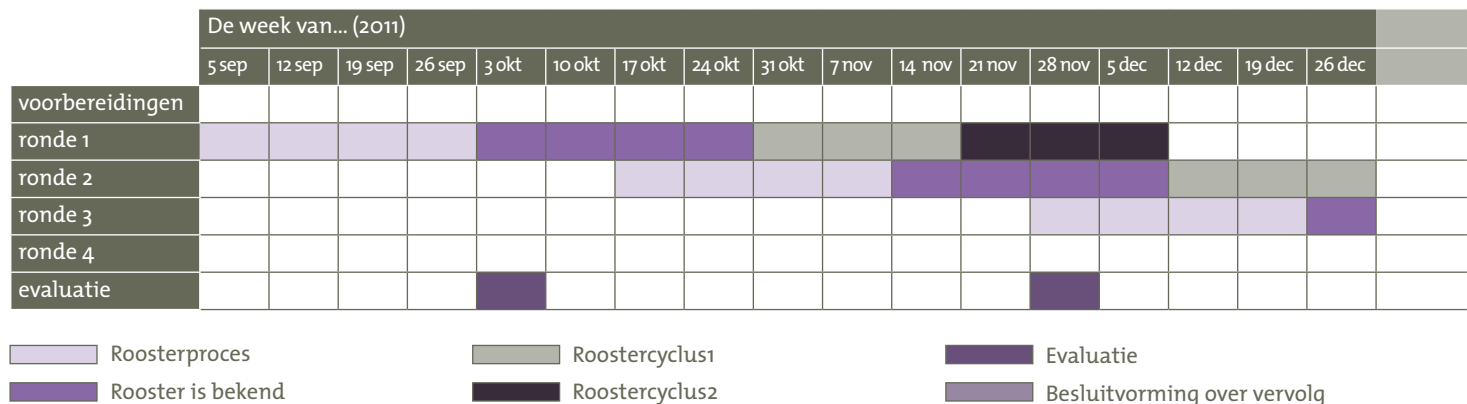 De week van... (2011)
5 sep 12 sep 19 sep 26 sep 3 okt 10 okt 17 okt 24 okt 31 okt 7 nov 14 nov 21 nov 28 nov 5 dec 12 dec 19 dec 26 dec
voorbereidingen
ronde 1
ronde 2
ronde 3
ronde 4
evaluatie
Roosterproces Roostercyclus1 Evaluatie
Rooster is bekend Roostercyclus2 Besluitvorming over vervolg